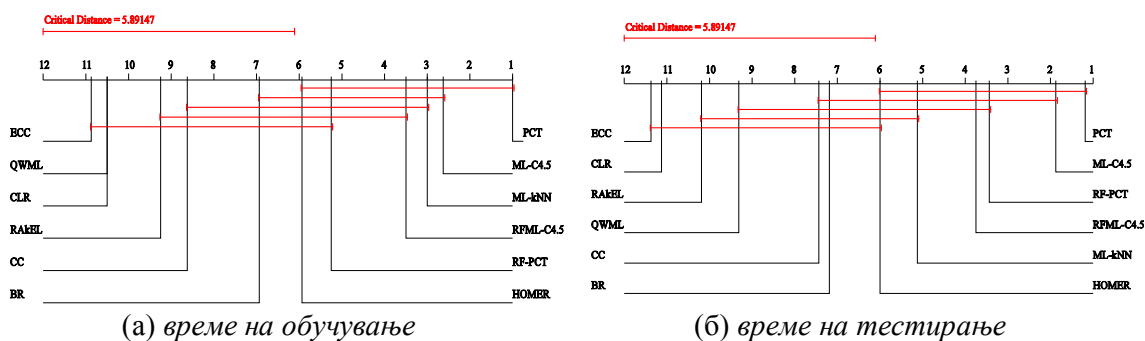 Critical Distance = 5.89147
12 11 10 9 8 7 6 5 4 3 2 1
ECC PCT
QWML ML-C4.5
CLR ML-kNN
RAkEL RFML-C4.5
CC RF-PCT
BR HOMER
(а) време на обучување
Critical Distance = 5.89147
12 11 10 9 8 7 6 5 4 3 2 1
ECC PCT
CLR ML-C4.5
RAkEL RF-PCT
QWML RFML-C4.5
CC ML-kNN
BR HOMER
(б) време на тестирање